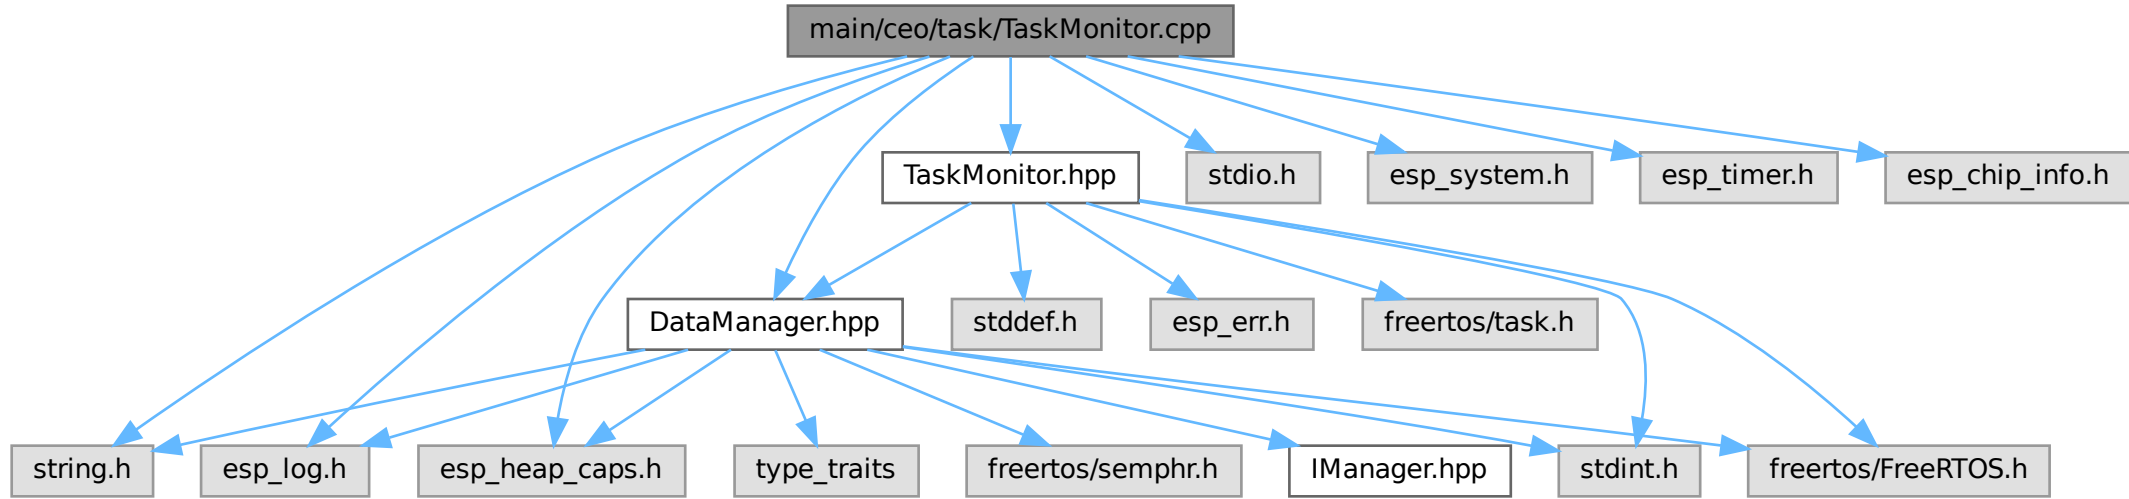 main/ceo/task/TaskMonitor.cpp
TaskMonitor.hpp
stdio.h
esp_system.h
esp_timer.h
esp_chip_info.h
DataManager.hpp
stddef.h
esp_err.h
freertos/task.h
string.h
esp_log.h
esp_heap_caps.h
type_traits
freertos/semphr.h
IManager.hpp
stdint.h
freertos/FreeRTOS.h